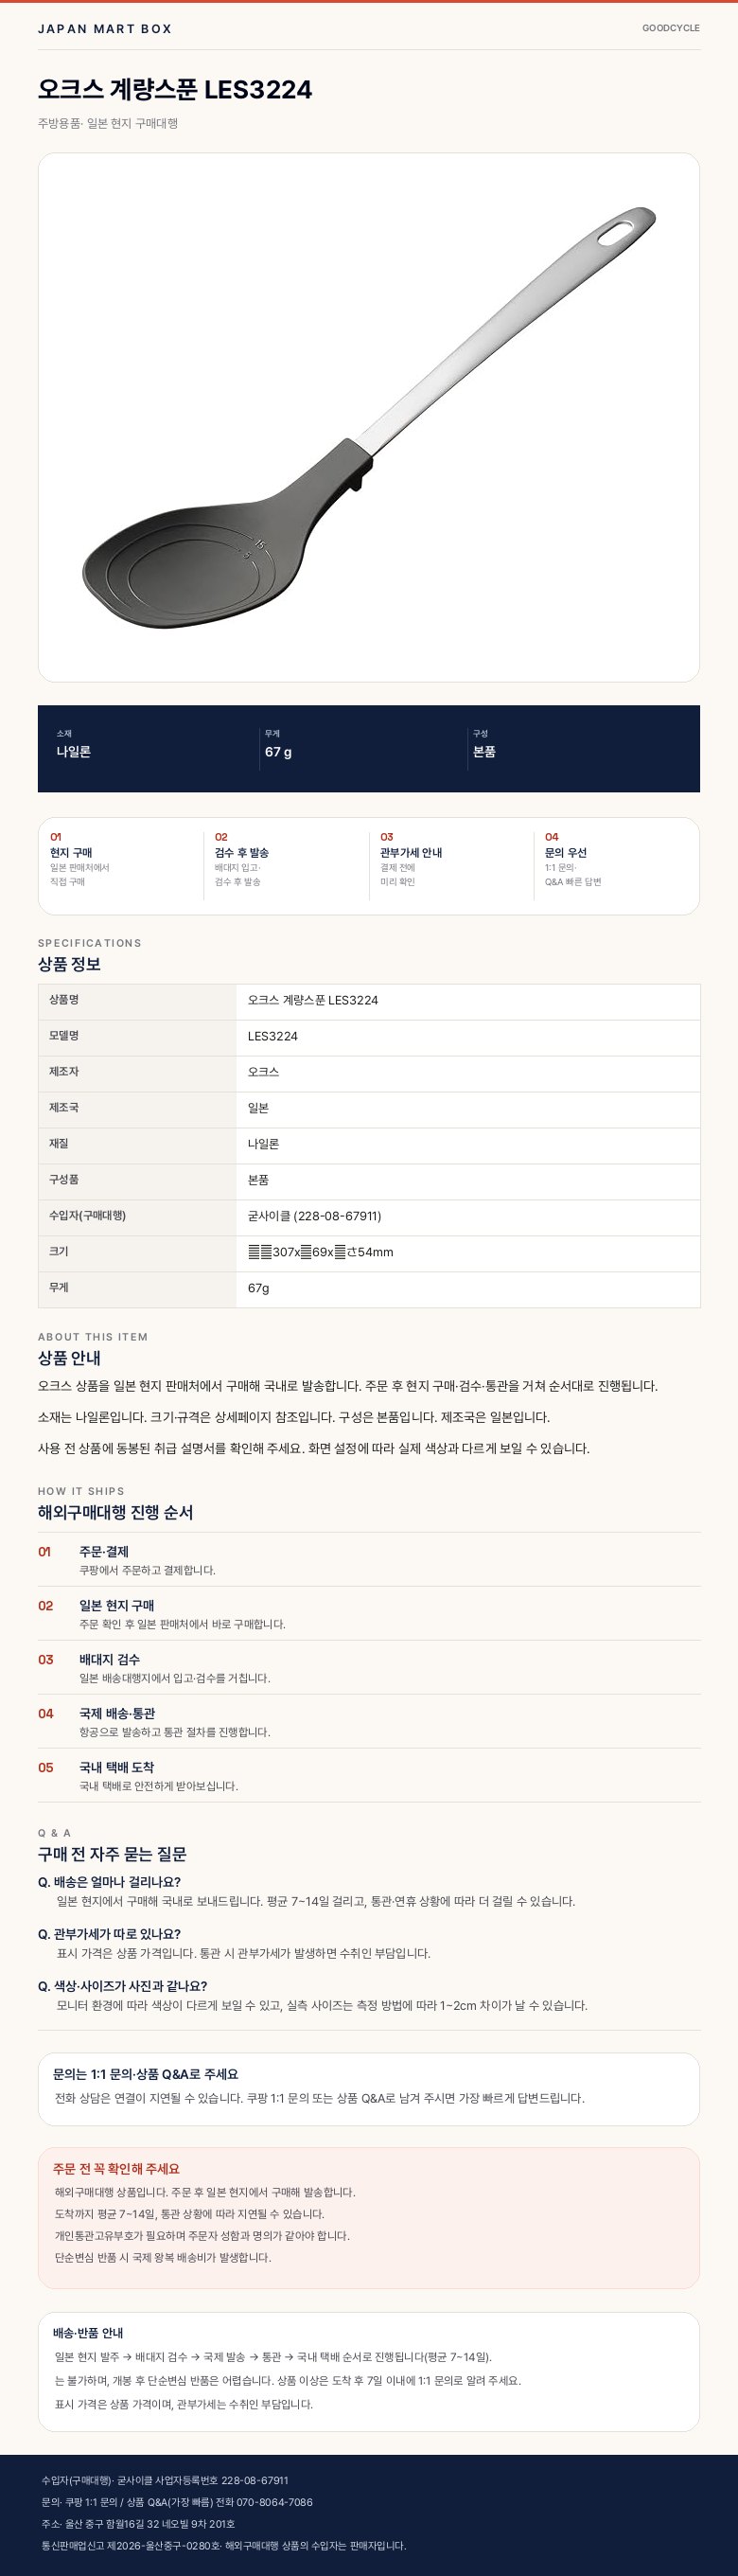 JAPAN MART BOX
GOODCYCLE
오크스 계량스푼 LES3224
주방용품· 일본 현지 구매대행
15
5
소재
나일론
무게
67 g
구성
본품
01
현지 구매
일본 판매처에서
직접 구매
02
검수 후 발송
배대지 입고·
검수 후 발송
03
관부가세 안내
결제 전에
미리 확인
04
문의 우선
1:1 문의·
Q&A 빠른 답변
SPECIFICATIONS
상품 정보
상품명 오크스 계량스푼 LES3224
모델명 LES3224
제조자 오크스
제조국 일본
재질 나일론
구성품 본품
수입자(구매대행) 굳사이클 (228-08-67911)
크기 307x 69x 54mm
무게 67g
ABOUT THIS ITEM
상품 안내
오크스 상품을 일본 현지 판매처에서 구매해 국내로 발송합니다. 주문 후 현지 구매·검수·통관을 거쳐 순서대로 진행됩니다.
소재는 나일론입니다. 크기·규격은 상세페이지 참조입니다. 구성은 본품입니다. 제조국은 일본입니다.
사용 전 상품에 동봉된 취급 설명서를 확인해 주세요. 화면 설정에 따라 실제 색상과 다르게 보일 수 있습니다.
HOW IT SHIPS
해외구매대행 진행 순서
01 주문·결제
쿠팡에서 주문하고 결제합니다.
02 일본 현지 구매
주문 확인 후 일본 판매처에서 바로 구매합니다.
03 배대지 검수
일본 배송대행지에서 입고·검수를 거칩니다.
04 국제 배송·통관
항공으로 발송하고 통관 절차를 진행합니다.
05 국내 택배 도착
국내 택배로 안전하게 받아보십니다.
Q & A
구매 전 자주 묻는 질문
Q. 배송은 얼마나 걸리나요?
일본 현지에서 구매해 국내로 보내드립니다. 평균 7~14일 걸리고, 통관·연휴 상황에 따라 더 걸릴 수 있습니다.
Q. 관부가세가 따로 있나요?
표시 가격은 상품 가격입니다. 통관 시 관부가세가 발생하면 수취인 부담입니다.
Q. 색상·사이즈가 사진과 같나요?
모니터 환경에 따라 색상이 다르게 보일 수 있고, 실측 사이즈는 측정 방법에 따라 1~2cm 차이가 날 수 있습니다.
문의는 1:1 문의·상품 Q&A로 주세요
전화 상담은 연결이 지연될 수 있습니다. 쿠팡 1:1 문의 또는 상품 Q&A로 남겨 주시면 가장 빠르게 답변드립니다.
주문 전 꼭 확인해 주세요
해외구매대행 상품입니다. 주문 후 일본 현지에서 구매해 발송합니다.
도착까지 평균 7~14일, 통관 상황에 따라 지연될 수 있습니다.
개인통관고유부호가 필요하며 주문자 성함과 명의가 같아야 합니다.
단순변심 반품 시 국제 왕복 배송비가 발생합니다.
배송·반품 안내
일본 현지 발주 → 배대지 검수 → 국제 발송 → 통관 → 국내 택배 순서로 진행됩니다(평균 7~14일).
는 불가하며, 개봉 후 단순변심 반품은 어렵습니다. 상품 이상은 도착 후 7일 이내에 1:1 문의로 알려 주세요.
표시 가격은 상품 가격이며, 관부가세는 수취인 부담입니다.
수입자(구매대행)· 굳사이클 사업자등록번호 228-08-67911
문의· 쿠팡 1:1 문의 / 상품 Q&A(가장 빠름) 전화 070-8064-7086
주소· 울산 중구 함월16길 32 네오빌 9차 201호
통신판매업신고 제2026-울산중구-0280호· 해외구매대행 상품의 수입자는 판매자입니다.